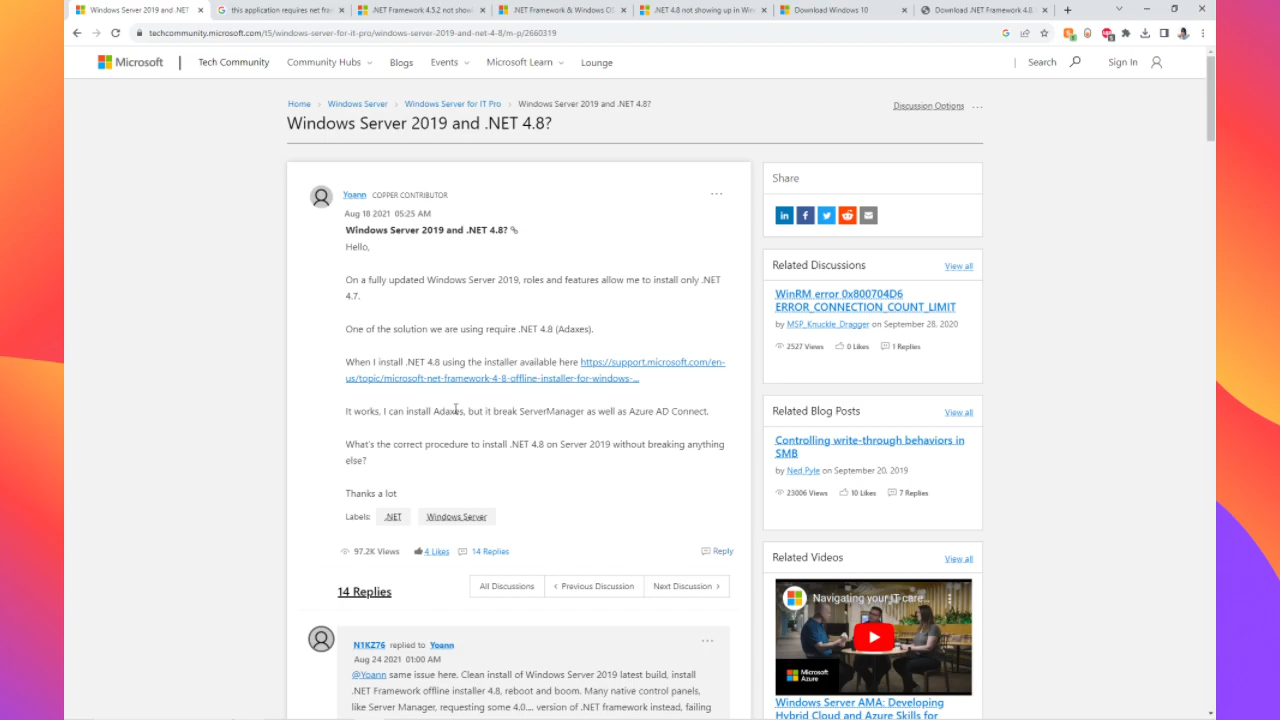 Windows Server 2019 and .NET
this application requires net fra
.NET Framework 4.5.2 not show
.NET Framework & Windows OS
.NET 4.8 not showing up in Win
Download Windows 10
Download .NET Framework 4.8
techcommunity.microsoft.com/t5/windows-server-for-it-pro/windows-server-2019-and-net-4-8/m-p/2660319
Microsoft
Tech Community
Community Hubs
Blogs
Events
Microsoft Learn
Lounge
Search
Sign In
Home > Windows Server > Windows Server for IT Pro > Windows Server 2019 and .NET 4.8?
Discussion Options
Windows Server 2019 and .NET 4.8?
Yoann COPPER CONTRIBUTOR
Aug 18 2021 05:25 AM
Windows Server 2019 and .NET 4.8?
Hello,
On a fully updated Windows Server 2019, roles and features allow me to install only .NET
4.7.
One of the solution we are using require .NET 4.8 (Adaxes).
When I install .NET 4.8 using the installer available here https://support.microsoft.com/en-
us/topic/microsoft-net-framework-4-8-offline-installer-for-windows-...
It works, I can install Adaxes, but it break ServerManager as well as Azure AD Connect.
What's the correct procedure to install .NET 4.8 on Server 2019 without breaking anything
else?
Thanks a lot
Labels: .NET Windows Server
97.2K Views 4 Likes 14 Replies Reply
14 Replies
All Discussions < Previous Discussion Next Discussion >
N1KZ76 replied to Yoann
Aug 24 2021 01:00 AM
@Yoann same issue here. Clean install of Windows Server 2019 latest build, install
.NET Framework offline installer 4.8, reboot and boom. Many native control panels,
like Server Manager, requesting some 4.0.... version of .NET framework instead, failing
Share
Related Discussions View all
WinRM error 0x800704D6
ERROR_CONNECTION_COUNT_LIMIT
by MSP_Knuckle_Dragger on September 28, 2020
2527 Views 0 Likes 1 Replies
Related Blog Posts View all
Controlling write-through behaviors in
SMB
by Ned Pyle on September 20, 2019
23006 Views 10 Likes 7 Replies
Related Videos View all
Navigating your IT care...
Microsoft
Azure
Windows Server AMA: Developing
Hybrid Cloud and Azure Skills for